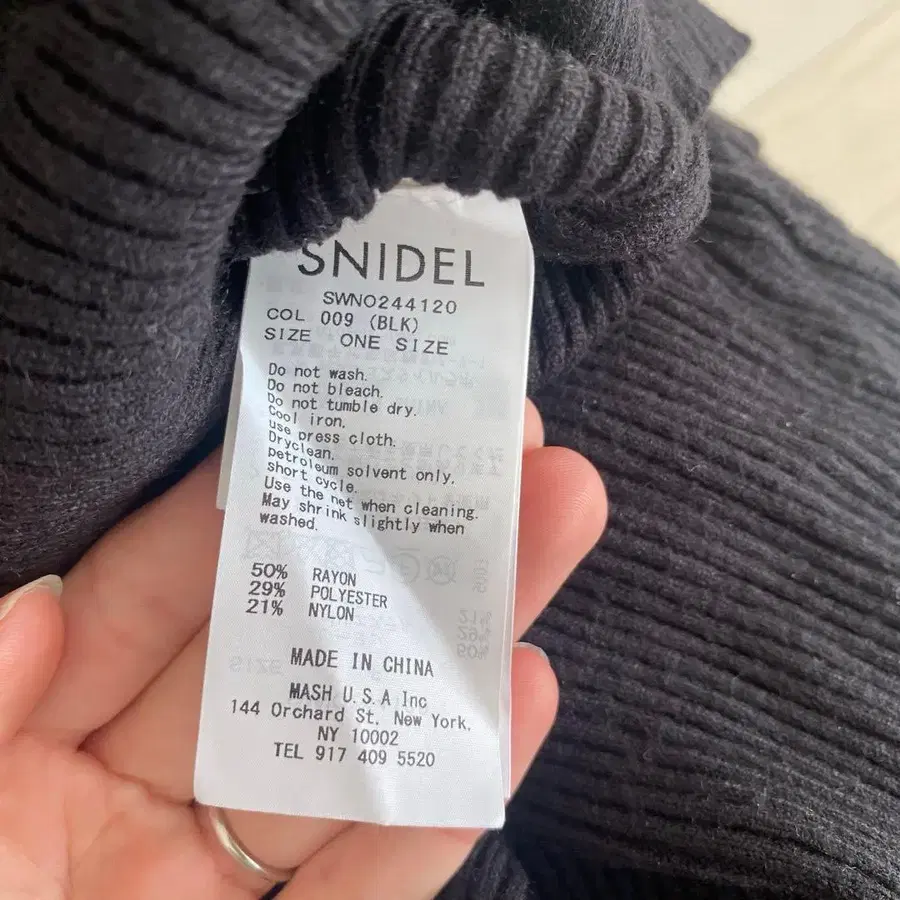 SNIDEL
SWNO244120
COL 009 (BLK)
SIZE ONE SIZE
Do not wash.
Do not bleach.
Do not tumble dry.
Cool iron.
use press cloth.
Dryclean.
petroleum solvent only.
short cycle.
Use the net when cleaning.
May shrink slightly when
washed.
50% RAYON
29% POLYESTER
21% NYLON
MADE IN CHINA
MASH U.S.A Inc
144 Orchard St. New York,
NY 10002
TEL 917 409 5520